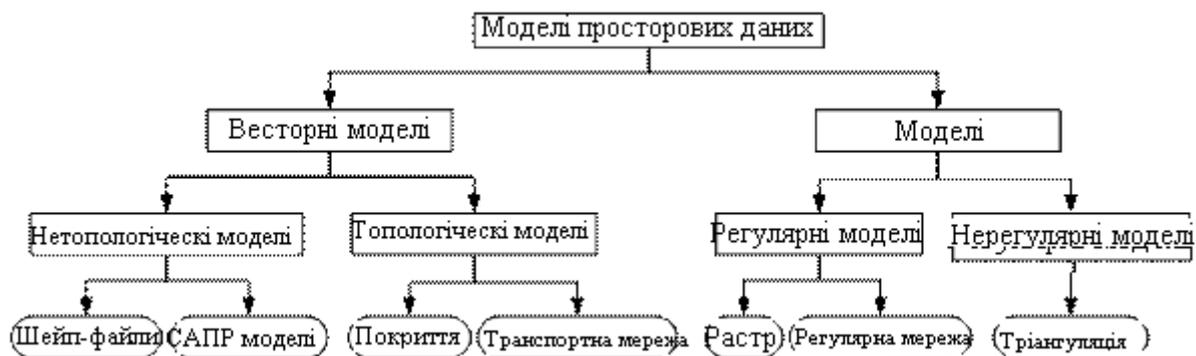 Моделі просторових даних
Весторні моделі
Моделі
Нетопологіческі моделі
Топологіческі моделі
Регулярні моделі
Нерегулярні моделі
Шейп-файли
САПР моделі
Покриття
Транспортна мережа
Растр
Регулярна мережа
Тріангуляція